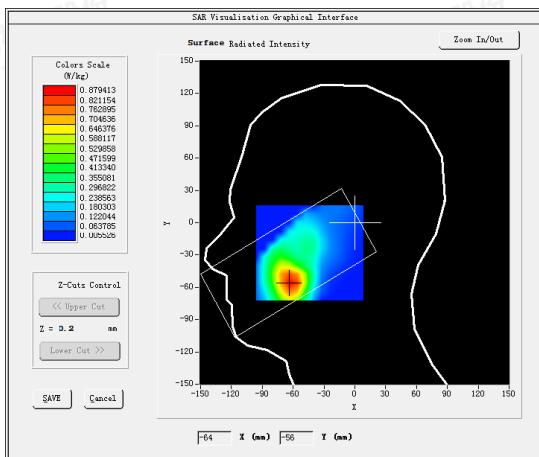 SAR Visualisation Graphical Interface
Surface Radiated Intensity
Zoom In/Out
Colors Scale
(W/kg)
0.879413
0.821154
0.762895
0.704636
0.646376
0.588117
0.529858
0.471599
0.413340
0.355081
0.296822
0.238563
0.180303
0.122044
0.063785
0.005526
Z-Cuts Control
<< Upper Cut
Z = 0.2 mm
Lower Cut >>
SAVE
Cancel
150
120
90
60
30
0
-30
-60
-90
-120
-150
Y
-150 -120 -90 -60 -30 0 30 60 90 120 150
X
-64 X (mm) -56 Y (mm)